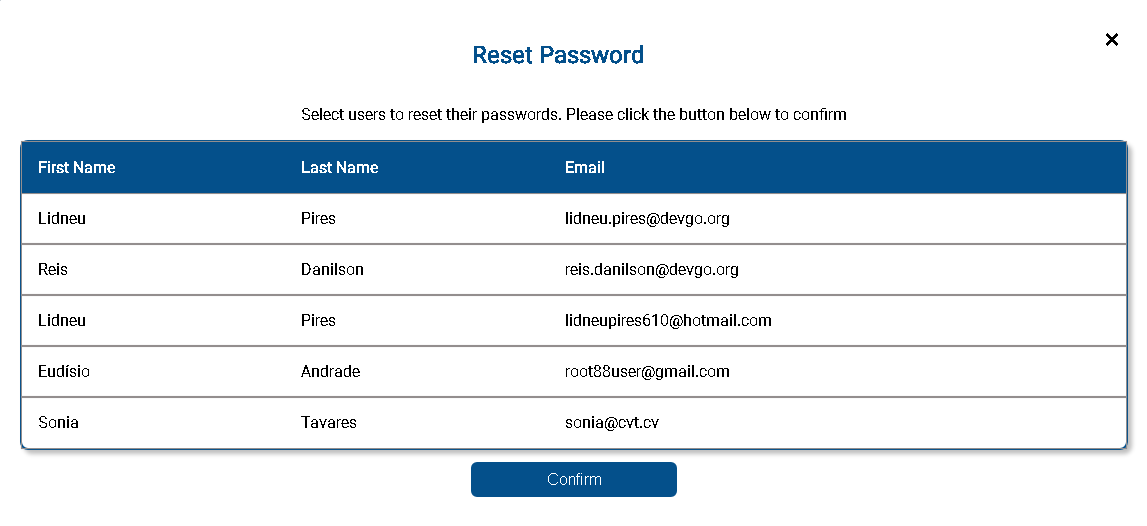 Reset Password
Select users to reset their passwords. Please click the button below to confirm
First Name Last Name Email
Lidneu Pires lidneu.pires@devgo.org
Reis Danilson reis.danilson@devgo.org
Lidneu Pires lidneupires610@hotmail.com
Eudísio Andrade root88user@gmail.com
Sonia Tavares sonia@cvt.cv
Confirm